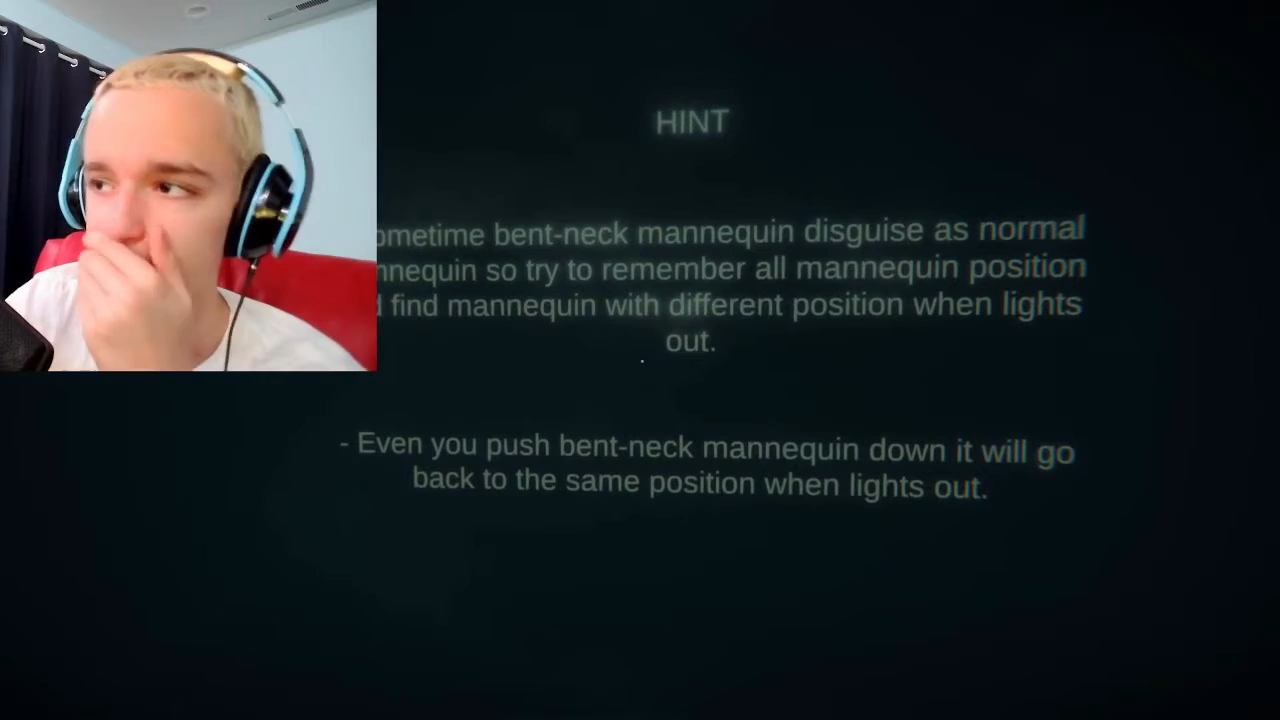 HINT
ometime bent-neck mannequin disguise as normal
nnequin so try to remember all mannequin position
find mannequin with different position when lights
out.
- Even you push bent-neck mannequin down it will go
back to the same position when lights out.